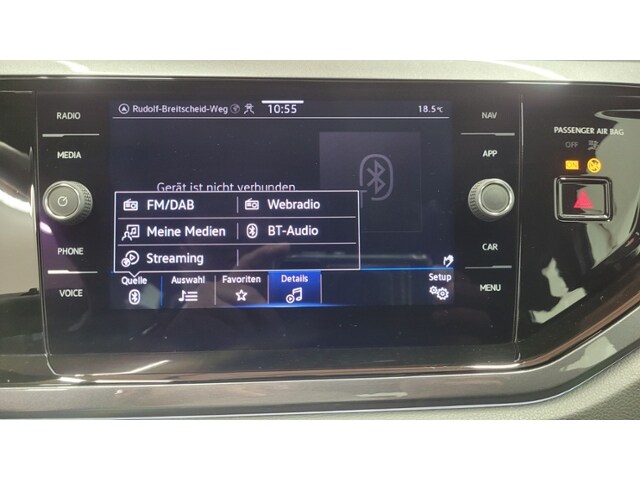 RADIO
MEDIA
PHONE
VOICE
Rudolf-Breitscheid-Weg 10:55 18.5°C
Gerät ist nicht verbunden.
FM/DAB Webradio
Meine Medien BT-Audio
Streaming
Quelle Auswahl Favoriten Details Setup
NAV
APP
CAR
MENU
PASSENGER AIR BAG
OFF